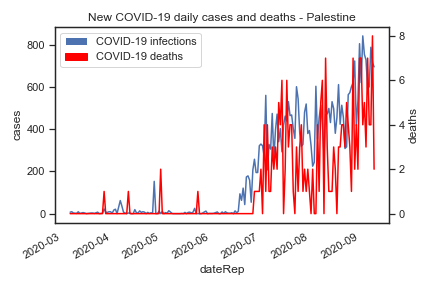 New COVID-19 daily cases and deaths - Palestine
COVID-19 infections
COVID-19 deaths
800
600
400
200
0
cases
8
6
4
2
0
deaths
2020-03
2020-04
2020-05
2020-06
2020-07
2020-08
2020-09
dateRep